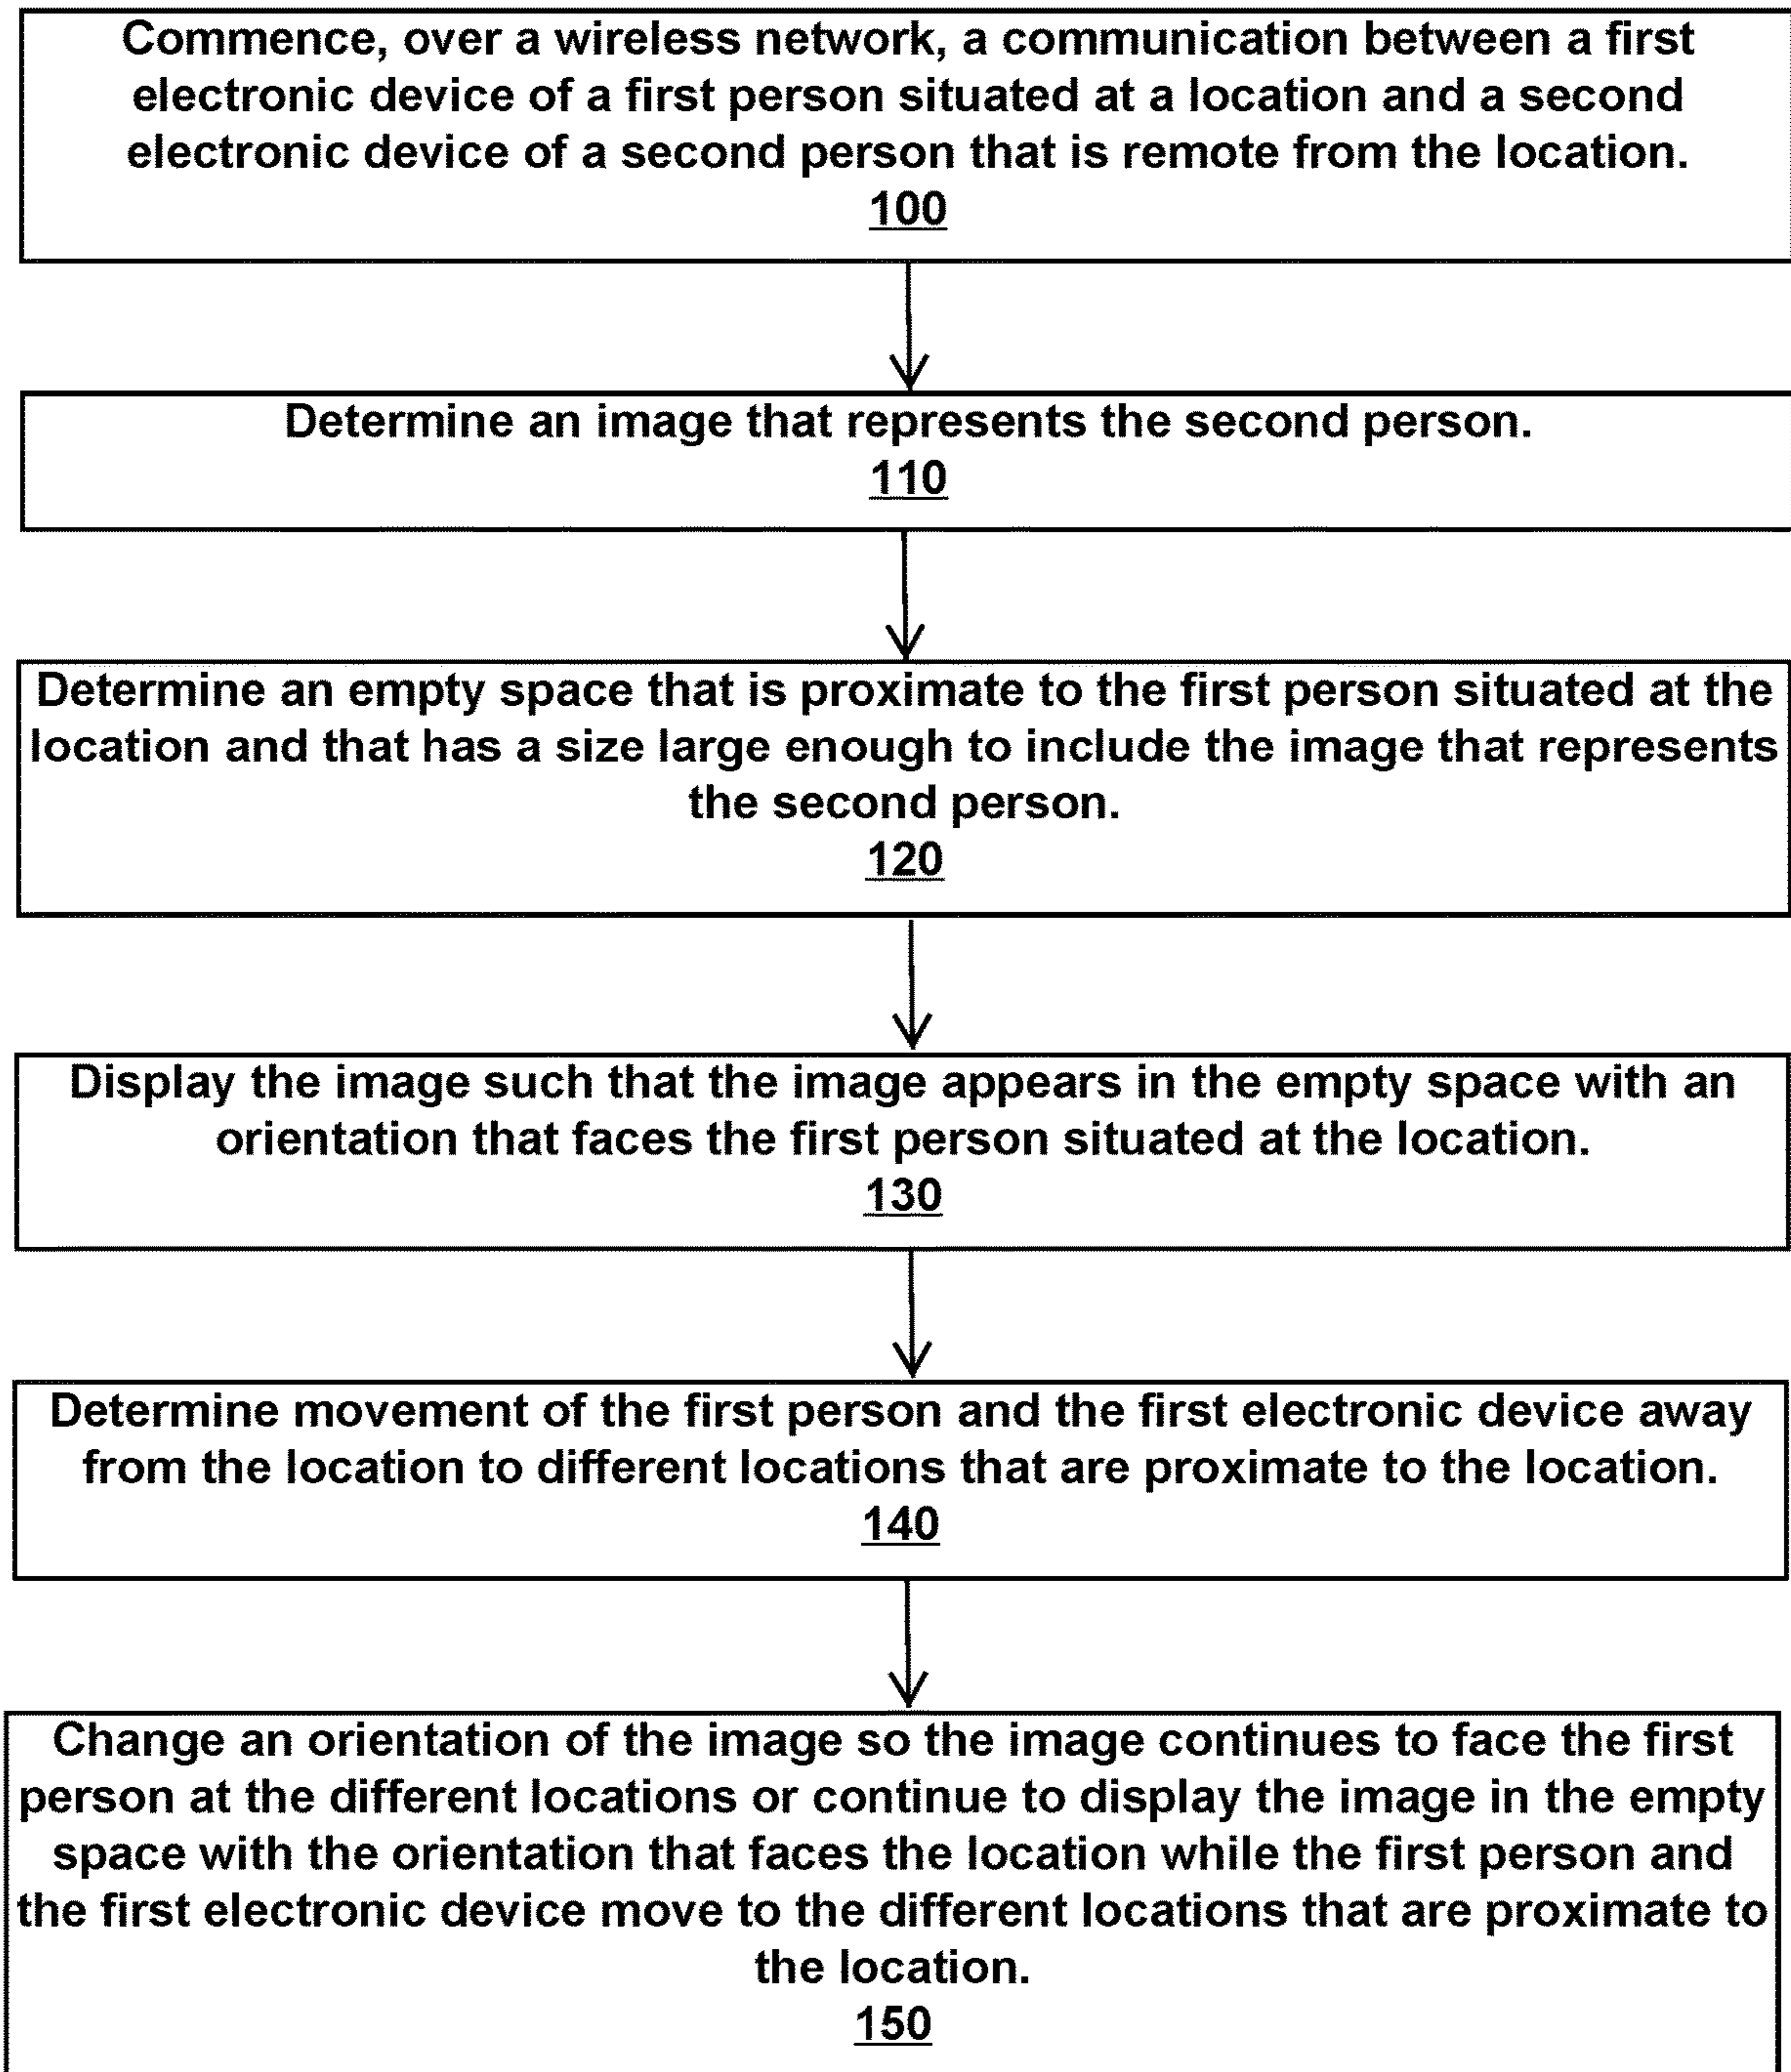 Commence, over a wireless network, a communication between a first
electronic device of a first person situated at a location and a second
electronic device of a second person that is remote from the location.
100
Determine an image that represents the second person.
110
Determine an empty space that is proximate to the first person situated at the
location and that has a size large enough to include the image that represents
the second person.
120
Display the image such that the image appears in the empty space with an
orientation that faces the first person situated at the location.
130
Determine movement of the first person and the first electronic device away
from the location to different locations that are proximate to the location.
140
Change an orientation of the image so the image continues to face the first
person at the different locations or continue to display the image in the empty
space with the orientation that faces the location while the first person and
the first electronic device move to the different locations that are proximate to
the location.
150